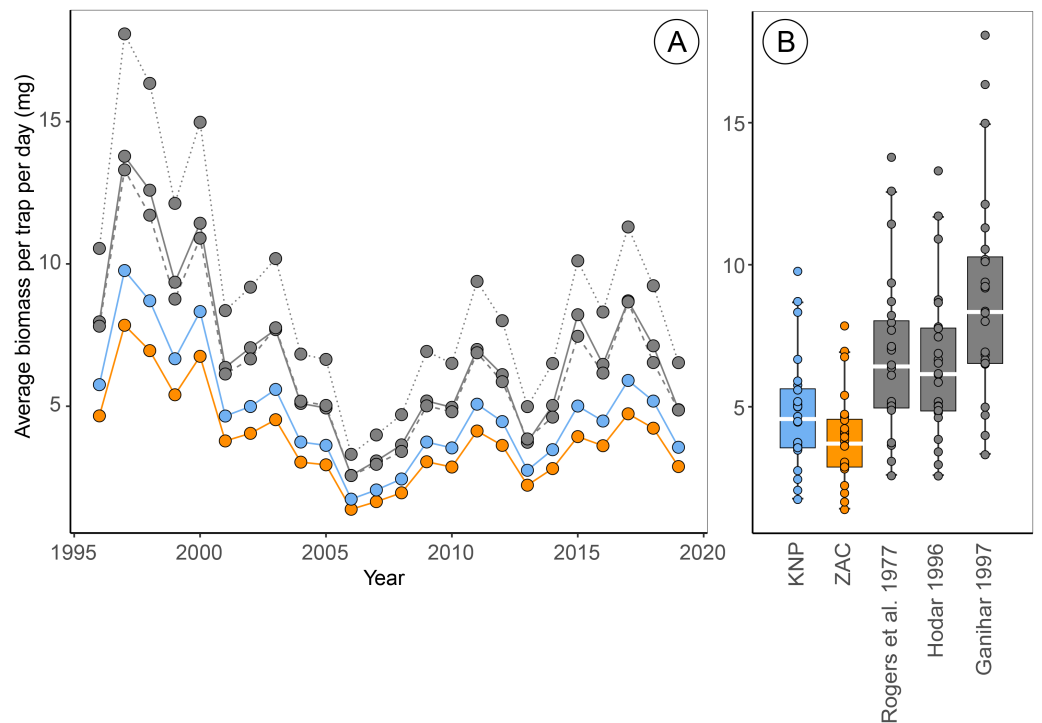 A
B
Average biomass per trap per day (mg)
15
10
5
1995
2000
2005
2010
2015
2020
Year
15
10
5
KNP
ZAC
Rogers et al. 1977
Hodar 1996
Ganihar 1997